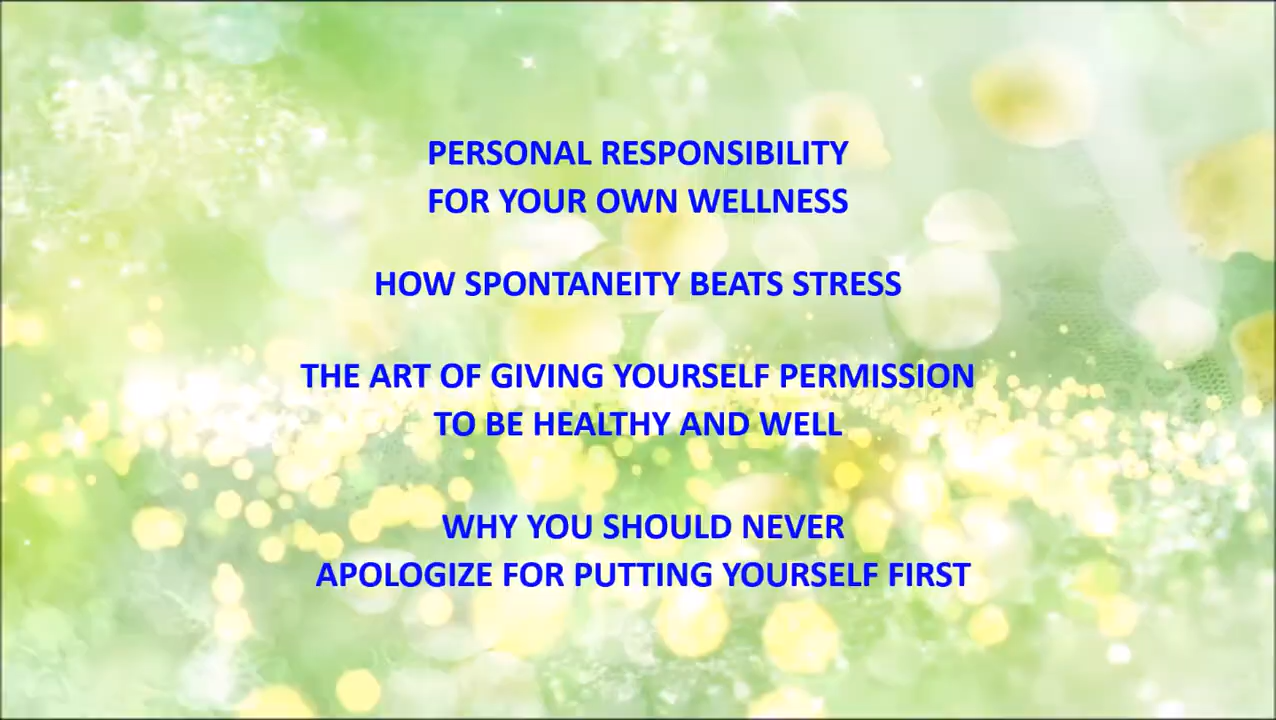 PERSONAL RESPONSIBILITY
FOR YOUR OWN WELLNESS
HOW SPONTANEITY BEATS STRESS
THE ART OF GIVING YOURSELF PERMISSION
TO BE HEALTHY AND WELL
WHY YOU SHOULD NEVER
APOLOGIZE FOR PUTTING YOURSELF FIRST